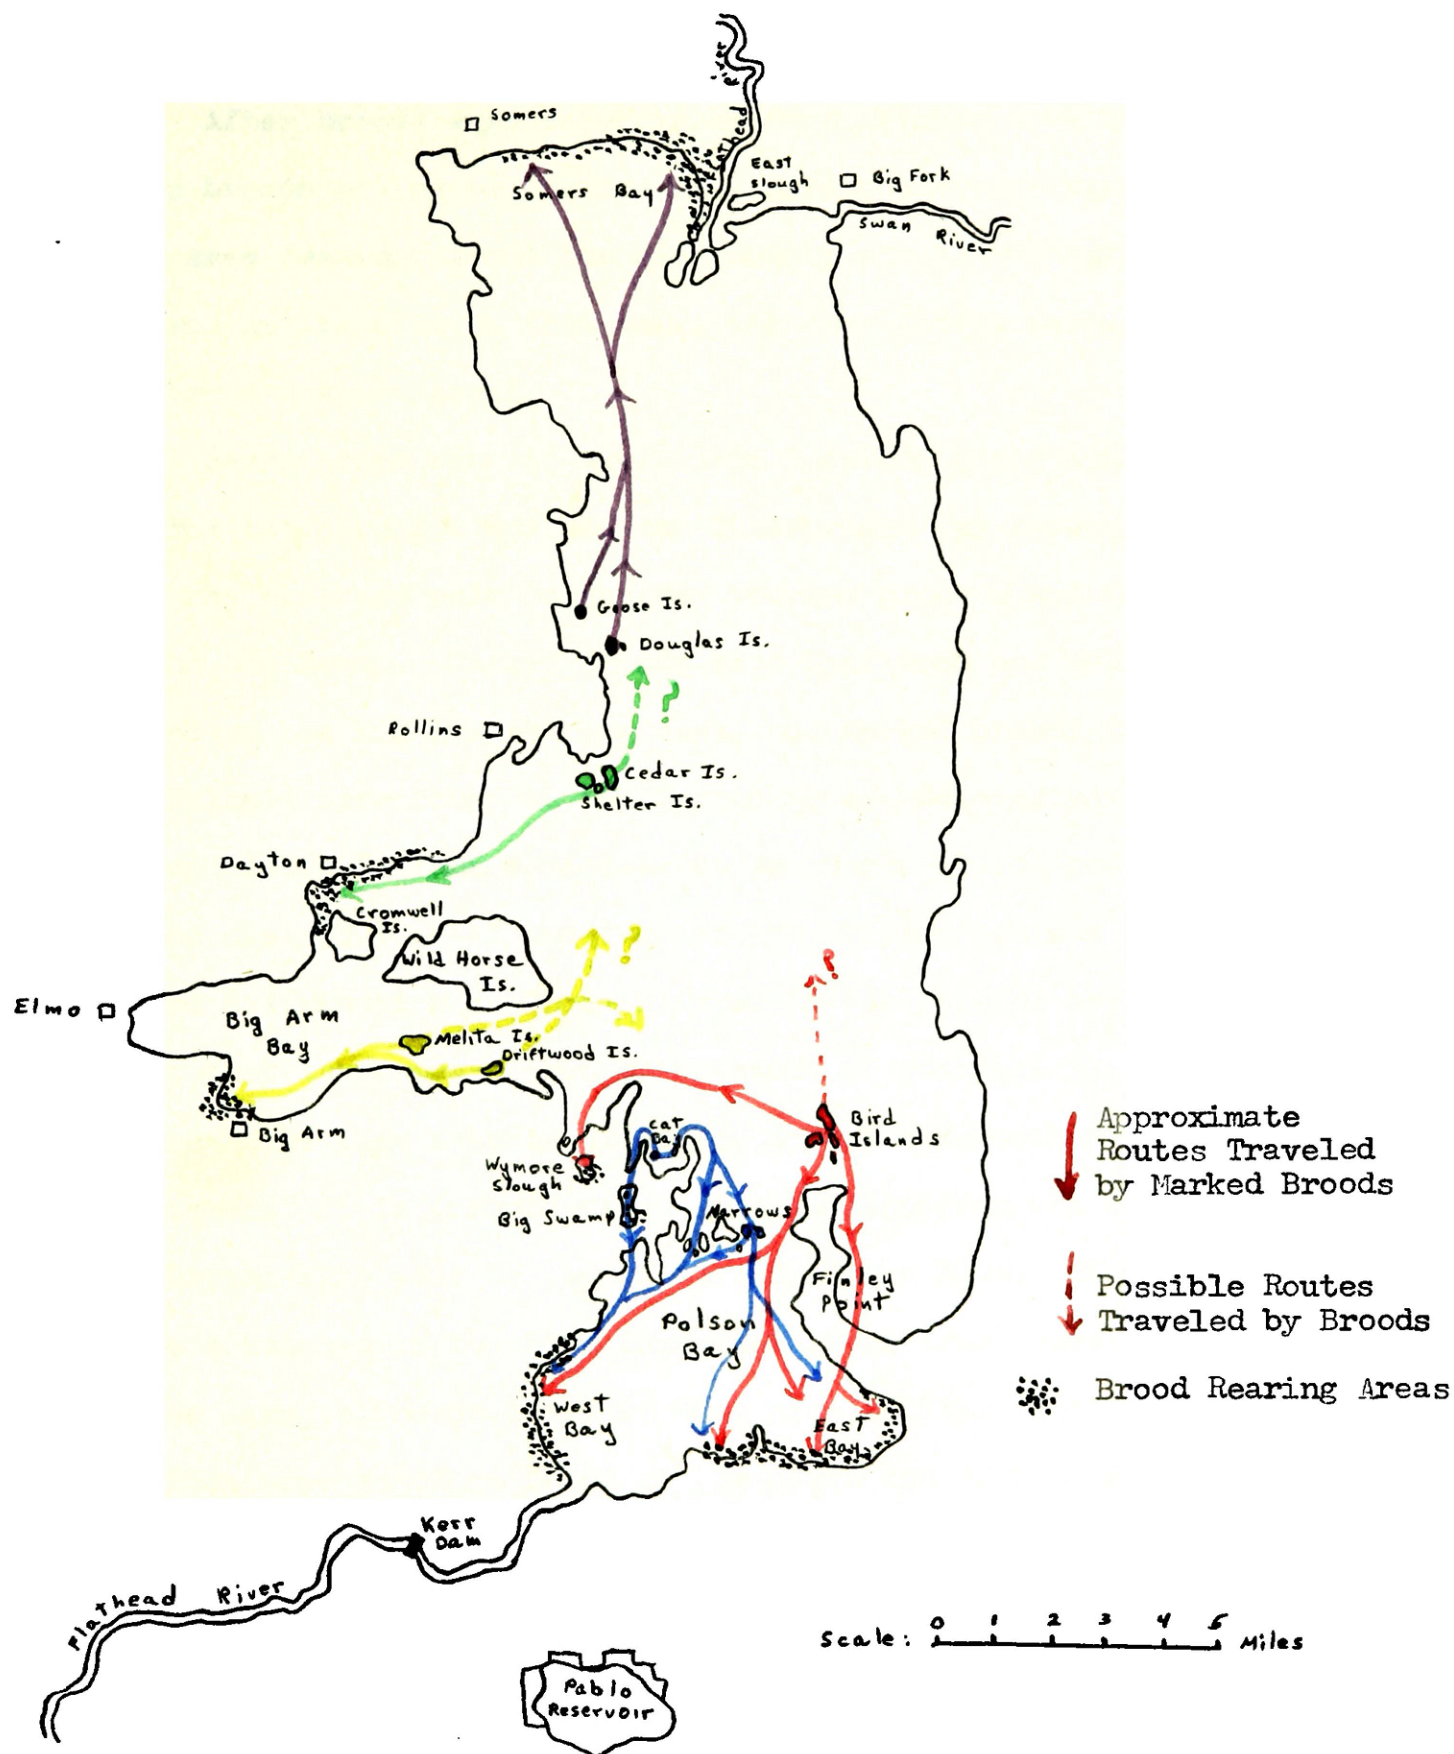 Somers
Somers Bay
Flathead
East
Slough
Big Fork
Swan River
Goose Is.
Douglas Is.
?
Rollins
Cedar Is.
Shelter Is.
Dayton
Cromwell
Is.
Wild Horse
Is.
?
?
Elmo
Big Arm
Bay
Melita Is.
Driftwood Is.
Big Arm
Cat
Bay
Bird
Islands
Wymore
Slough
Big Swamp
Narrows
Finley
Point
Polson
Bay
West
Bay
East
Bay
Approximate
Routes Traveled
by Marked Broods
Possible Routes
Traveled by Broods
Brood Rearing Areas
Kerr
Dam
Flathead River
Scale: 0 1 2 3 4 5 Miles
Pablo
Reservoir